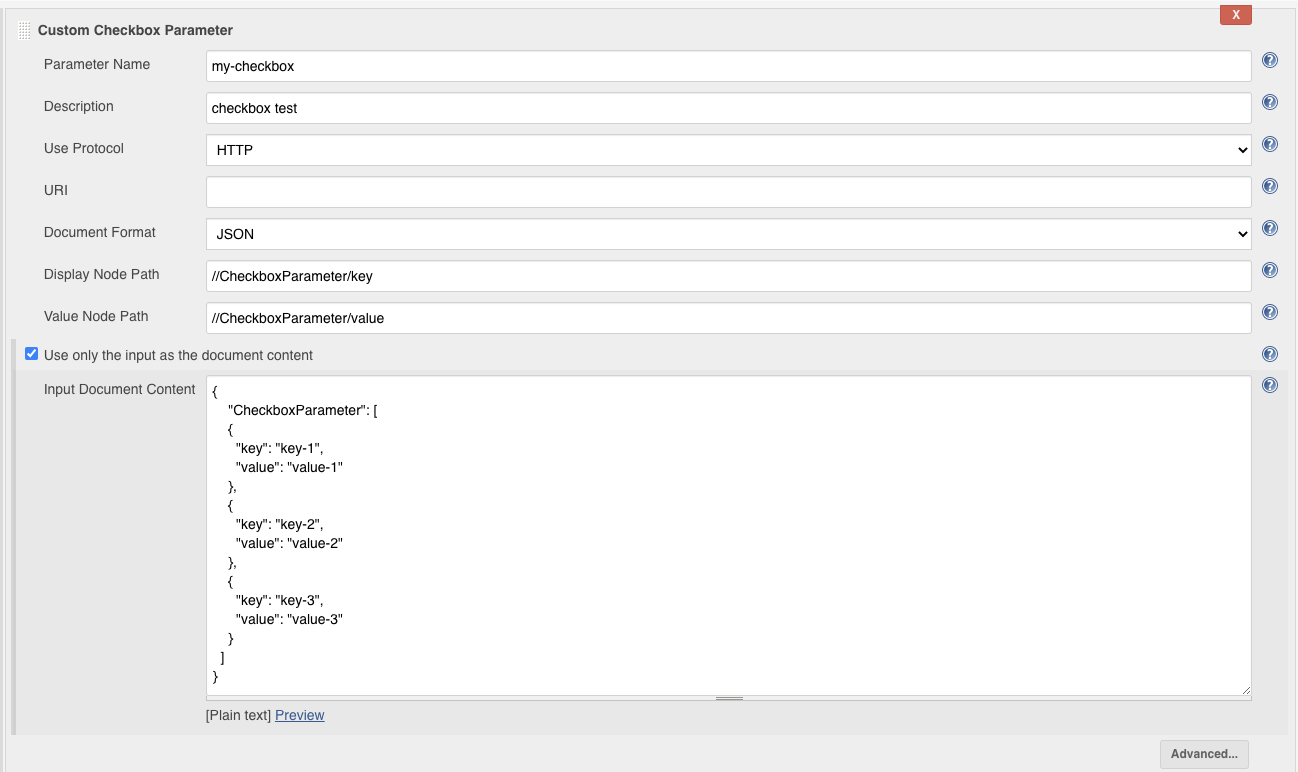 X
Custom Checkbox Parameter
Parameter Name my-checkbox ?
Description checkbox test ?
Use Protocol HTTP ?
URI ?
Document Format JSON ?
Display Node Path //CheckboxParameter/key ?
Value Node Path //CheckboxParameter/value ?
Use only the input as the document content ?
Input Document Content { ?
"CheckboxParameter": [
{
"key": "key-1",
"value": "value-1"
},
{
"key": "key-2",
"value": "value-2"
},
{
"key": "key-3",
"value": "value-3"
}
]
}
[Plain text] Preview
Advanced...